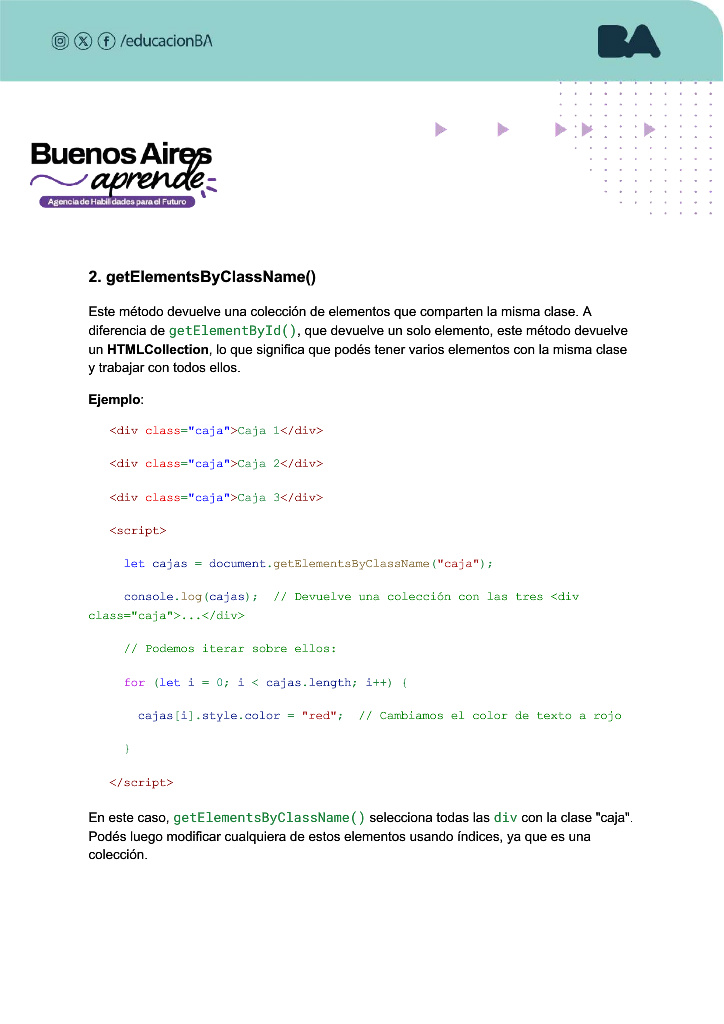 /educacionBA
BA
Buenos Aires
aprende
Agencia de Habilidades para el Futuro
2. getElementsByClassName()
Este método devuelve una colección de elementos que comparten la misma clase. A
diferencia de getElementById(), que devuelve un solo elemento, este método devuelve
un HTMLCollection, lo que significa que podés tener varios elementos con la misma clase
y trabajar con todos ellos.
Ejemplo:
<div class="caja">Caja 1</div>
<div class="caja">Caja 2</div>
<div class="caja">Caja 3</div>
<script>
let cajas = document.getElementsByClassName("caja");
console.log(cajas);  // Devuelve una colección con las tres <div
class="caja">...</div>
// Podemos iterar sobre ellos:
for (let i = 0; i < cajas.length; i++) {
cajas[i].style.color = "red";  // Cambiamos el color de texto a rojo
}
</script>
En este caso, getElementsByClassName() selecciona todas las div con la clase "caja".
Podés luego modificar cualquiera de estos elementos usando índices, ya que es una
colección.